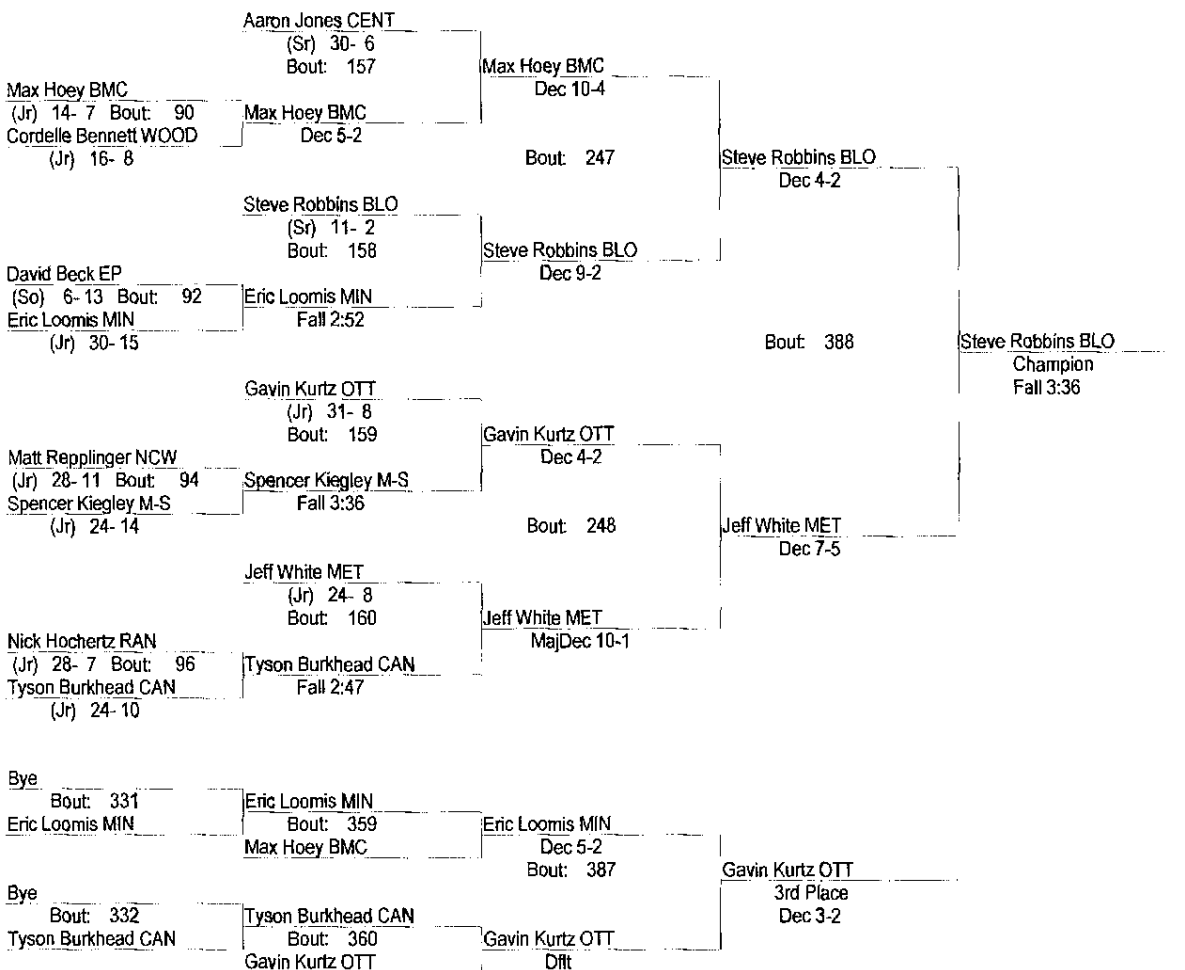 Aaron Jones CENT
(Sr) 30- 6
Bout: 157
Max Hoey BMC
Dec 10-4
Max Hoey BMC
(Jr) 14- 7 Bout: 90
Max Hoey BMC
Cordelle Bennett WOOD
Dec 5-2
(Jr) 16- 8
Bout: 247
Steve Robbins BLO
Dec 4-2
Steve Robbins BLO
(Sr) 11- 2
Bout: 158
Steve Robbins BLO
Dec 9-2
David Beck EP
(So) 6- 13 Bout: 92
Eric Loomis MIN
Eric Loomis MIN
Fall 2:52
(Jr) 30- 15
Bout: 388
Steve Robbins BLO
Champion
Fall 3:36
Gavin Kurtz OTT
(Jr) 31- 8
Bout: 159
Gavin Kurtz OTT
Dec 4-2
Matt Repplinger NCW
(Jr) 28- 11 Bout: 94
Spencer Kiegley M-S
Spencer Kiegley M-S
Fall 3:36
(Jr) 24- 14
Bout: 248
Jeff White MET
Dec 7-5
Jeff White MET
(Jr) 24- 8
Bout: 160
Jeff White MET
MajDec 10-1
Nick Hochertz RAN
(Jr) 28- 7 Bout: 96
Tyson Burkhead CAN
Tyson Burkhead CAN
Fall 2:47
(Jr) 24- 10
Bye
Bout: 331
Eric Loomis MIN
Eric Loomis MIN
Bout: 359
Eric Loomis MIN
Max Hoey BMC
Dec 5-2
Bout: 387
Gavin Kurtz OTT
3rd Place
Dec 3-2
Bye
Bout: 332
Tyson Burkhead CAN
Tyson Burkhead CAN
Bout: 360
Gavin Kurtz OTT
Gavin Kurtz OTT
Dflt